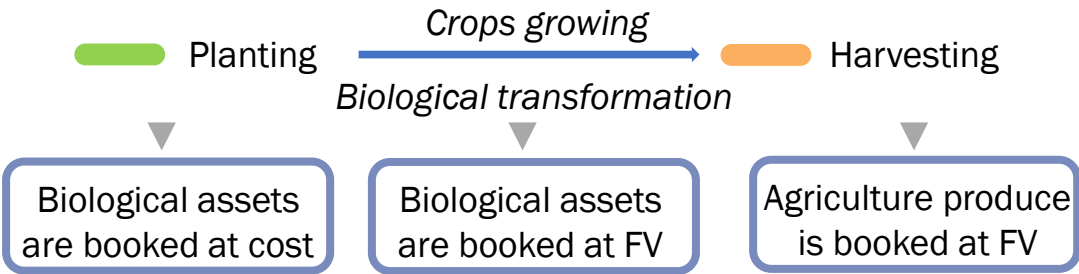 Crops growing
Planting
Harvesting
Biological transformation
Biological assets
are booked at cost
Biological assets
are booked at FV
Agriculture produce
is booked at FV